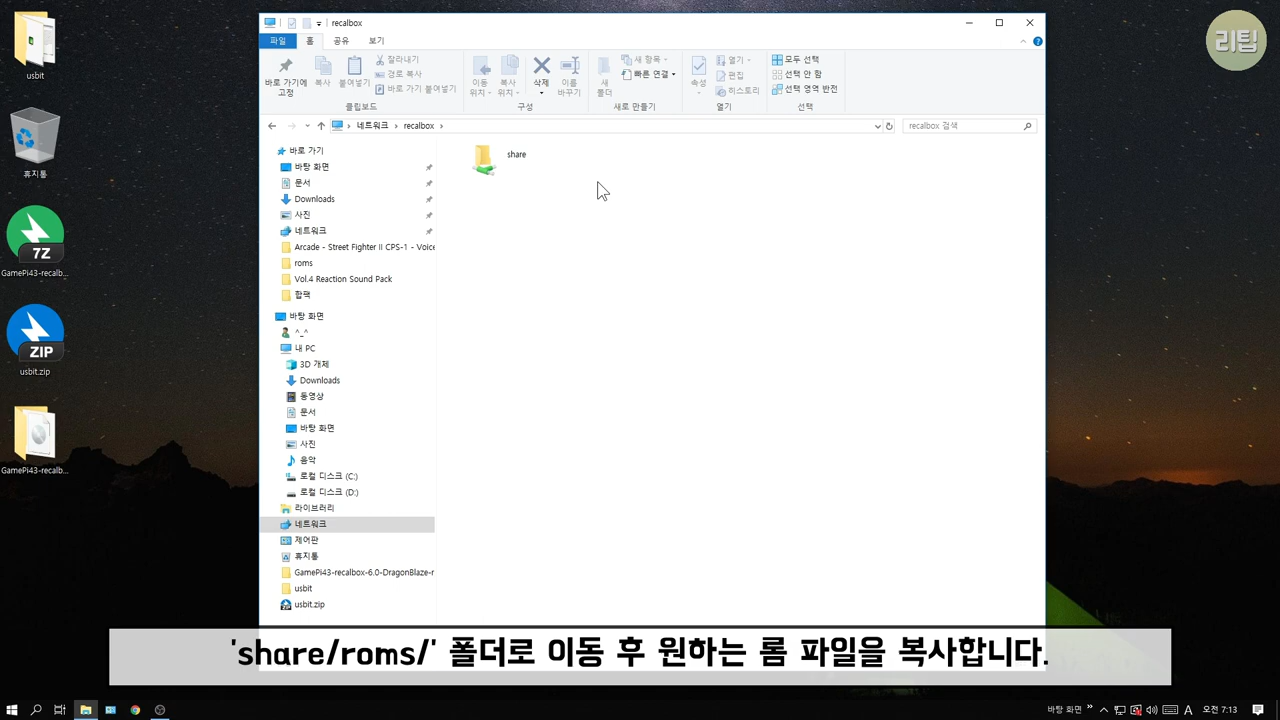 usbit
휴지통
7Z
GamePi43-recalb...
ZIP
usbit.zip
GamePi43-recalb...
recalbox
파일
홈
공유
보기
바로 가기에
고정
복사
붙여넣기
잘라내기
경로 복사
바로 가기 붙여넣기
클립보드
이동
위치
복사
위치
삭제
이름
바꾸기
구성
새
폴더
새 항목
빠른 연결
새로 만들기
속성
열기
편집
히스토리
열기
모두 선택
선택 안 함
선택 영역 반전
선택
네트워크
recalbox
recalbox 검색
바로 가기
바탕 화면
문서
Downloads
사진
네트워크
Arcade - Street Fighter II CPS-1 - Voice
roms
Vol.4 Reaction Sound Pack
합팩
바탕 화면
^_^
내 PC
3D 개체
Downloads
동영상
문서
바탕 화면
사진
음악
로컬 디스크 (C:)
로컬 디스크 (D:)
라이브러리
네트워크
제어판
휴지통
GamePi43-recalbox-6.0-DragonBlaze-r
usbit
usbit.zip
share
리팁
'share/roms/' 폴더로 이동 후 원하는 롬 파일을 복사합니다.
바탕 화면
A
오전 7:13